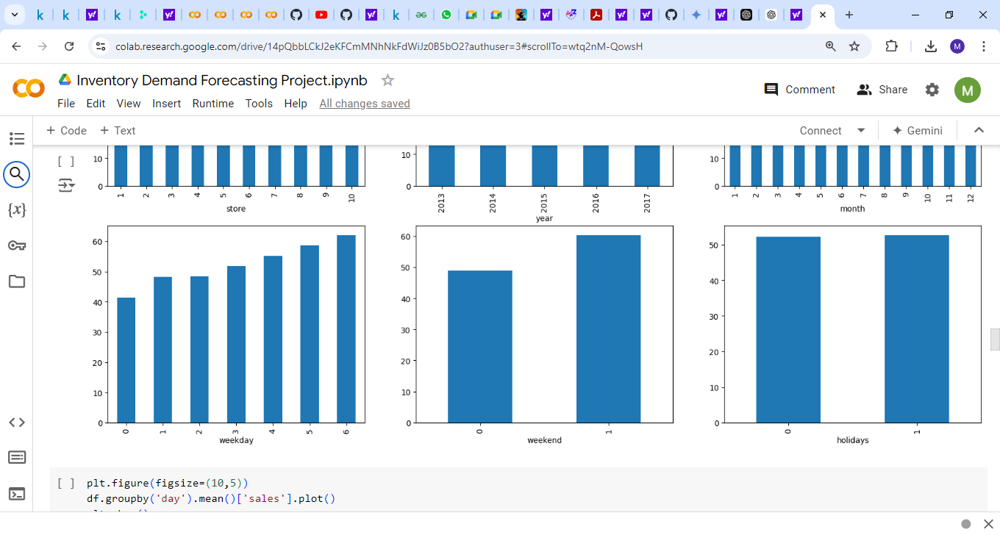 colab.research.google.com/drive/14pQbbLCkJ2eKFCmMNhNkFdWiJz0B5bO2?authuser=3#scrollTo=wtq2nM-QowsH
M
Inventory Demand Forecasting Project.ipynb
File Edit View Insert Runtime Tools Help All changes saved
Comment Share M
+ Code + Text Connect Gemini
[ ]
10
0
1 2 3 4 5 6 7 8 9 10
store
10
0
2013 2014 2015 2016 2017
year
10
0
1 2 3 4 5 6 7 8 9 10 11 12
month
60
50
40
30
20
10
0
0 1 2 3 4 5 6
weekday
60
50
40
30
20
10
0
0 1
weekend
50
40
30
20
10
0
0 1
holidays
[ ] plt.figure(figsize=(10,5))
df.groupby('day').mean()['sales'].plot()